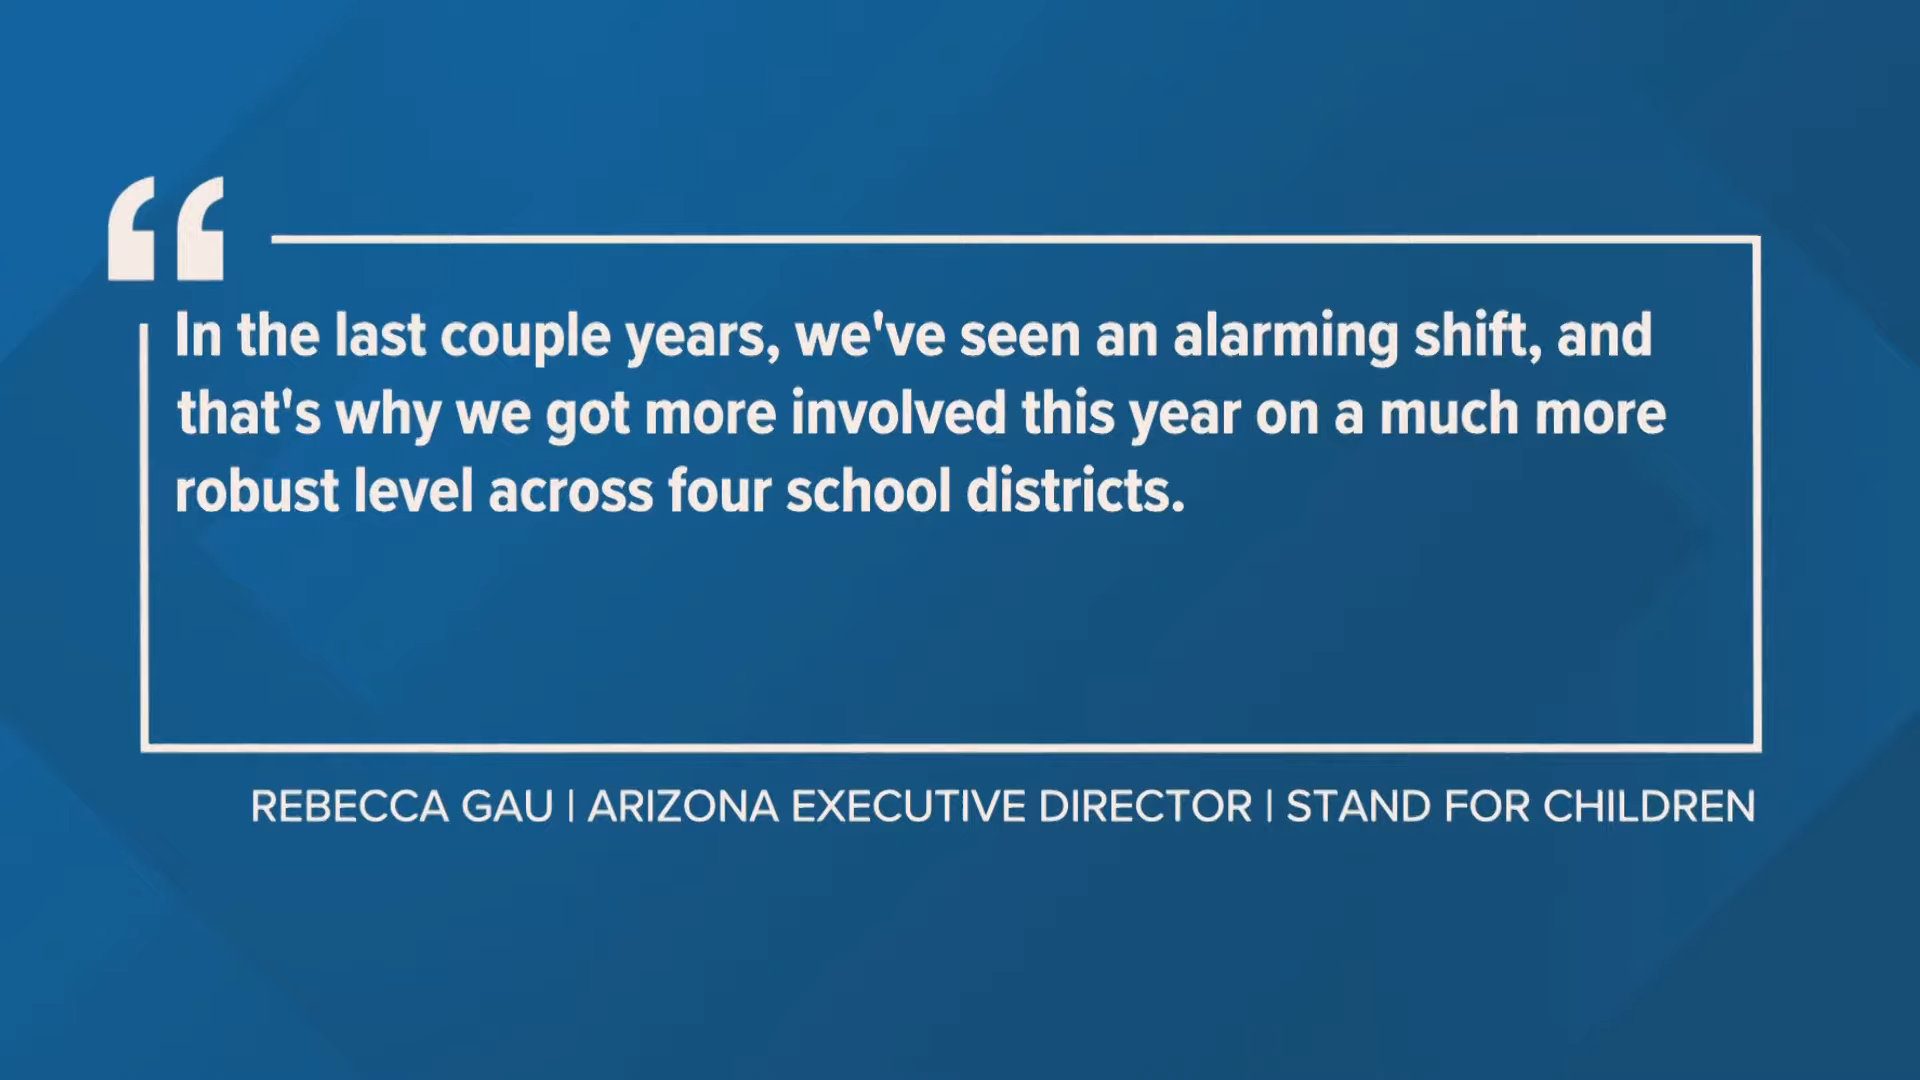 “
In the last couple years, we've seen an alarming shift, and
that's why we got more involved this year on a much more
robust level across four school districts.
REBECCA GAU | ARIZONA EXECUTIVE DIRECTOR | STAND FOR CHILDREN